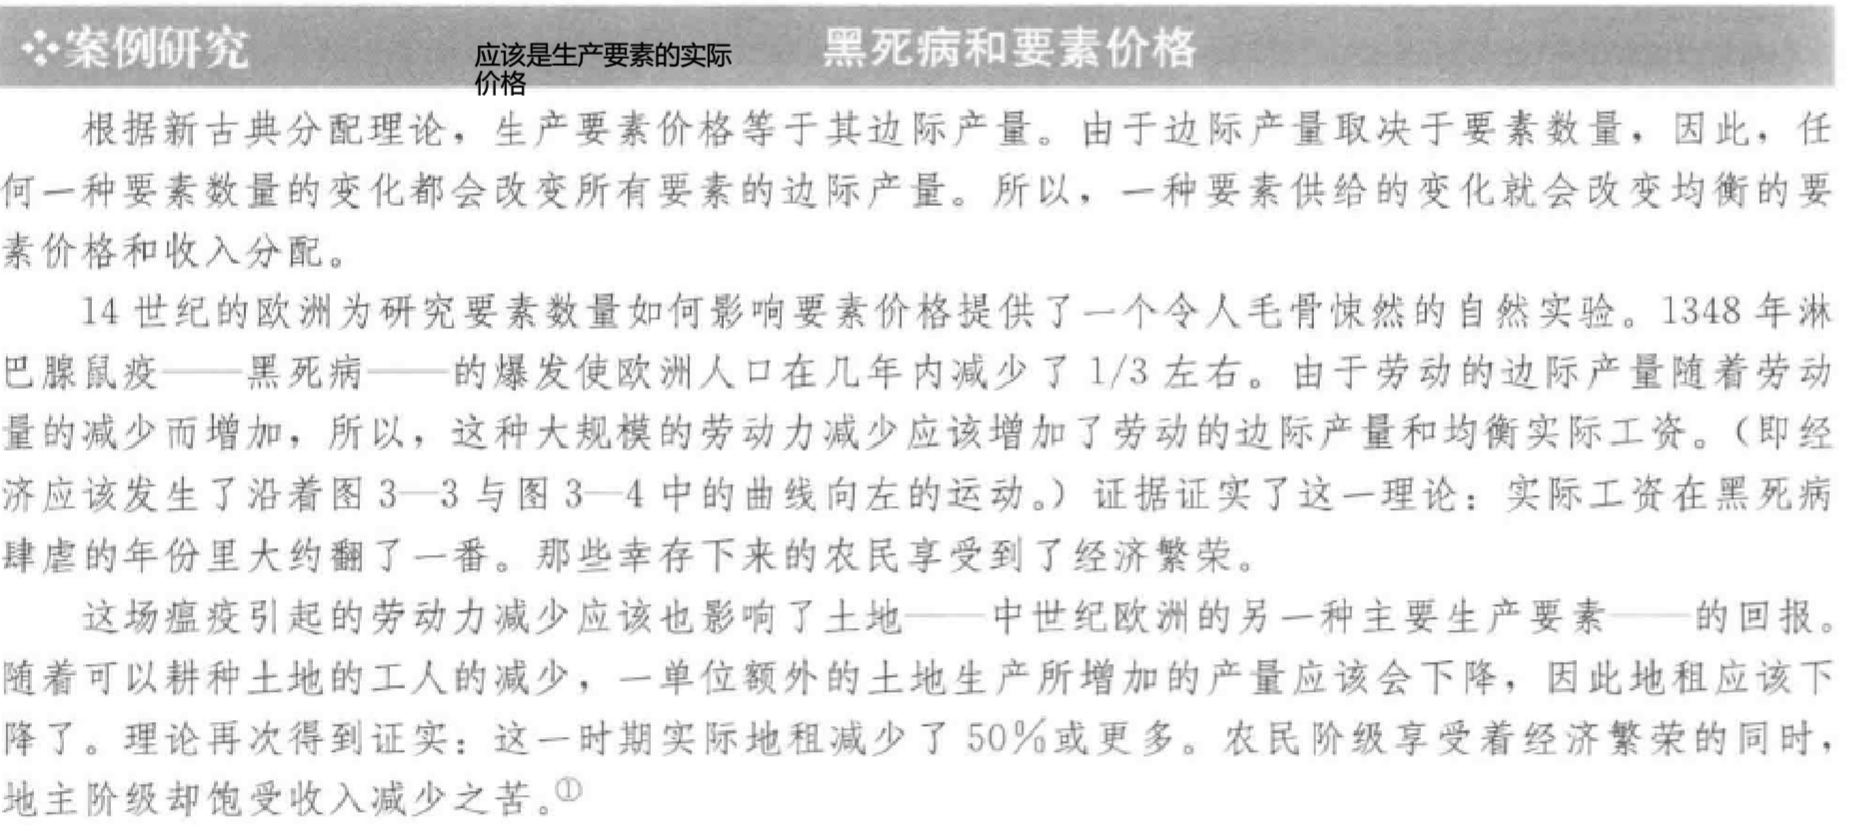 ❖案例研究 黑死病和要素价格
应该是生产要素的实际
价格
根据新古典分配理论，生产要素价格等于其边际产量。由于边际产量取决于要素数量，因此，任
何一种要素数量的变化都会改变所有要素的边际产量。所以，一种要素供给的变化就会改变均衡的要
素价格和收入分配。
14世纪的欧洲为研究要素数量如何影响要素价格提供了一个令人毛骨悚然的自然实验。1348年淋
巴腺鼠疫——黑死病——的爆发使欧洲人口在几年内减少了1/3左右。由于劳动的边际产量随着劳动
量的减少而增加，所以，这种大规模的劳动力减少应该增加了劳动的边际产量和均衡实际工资。（即经
济应该发生了沿着图3—3与图3—4中的曲线向左的运动。）证据证实了这一理论：实际工资在黑死病
肆虐的年份里大约翻了一番。那些幸存下来的农民享受到了经济繁荣。
这场瘟疫引起的劳动力减少应该也影响了土地——中世纪欧洲的另一种主要生产要素——的回报。
随着可以耕种土地的工人的减少，一单位额外的土地生产所增加的产量应该会下降，因此地租应该下
降了。理论再次得到证实：这一时期实际地租减少了50%或更多。农民阶级享受着经济繁荣的同时，
地主阶级却饱受收入减少之苦。①